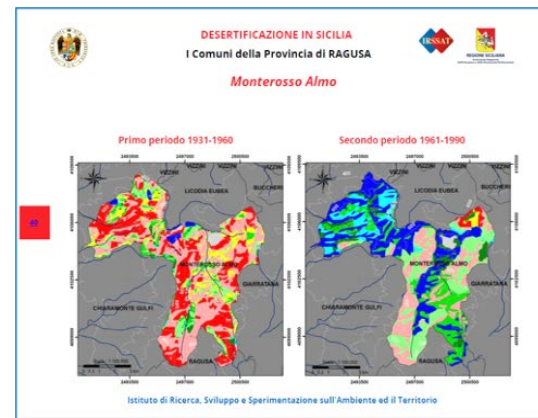 DESERTIFICAZIONE IN SICILIA
I Comuni della Provincia di RAGUSA
IRSSAT
REGIONE SICILIANA
Monterosso Almo
Primo periodo 1931-1960
Secondo periodo 1961-1990
VIZZINI
LICODIA EUBEA
BUCCHERI
MONTEROSSO ALMO
GIARRATANA
CHIARAMONTE GULFI
RAGUSA
VIZZINI
LICODIA EUBEA
BUCCHERI
MONTEROSSO ALMO
GIARRATANA
CHIARAMONTE GULFI
RAGUSA
Istituto di Ricerca, Sviluppo e Sperimentazione sull'Ambiente ed il Territorio